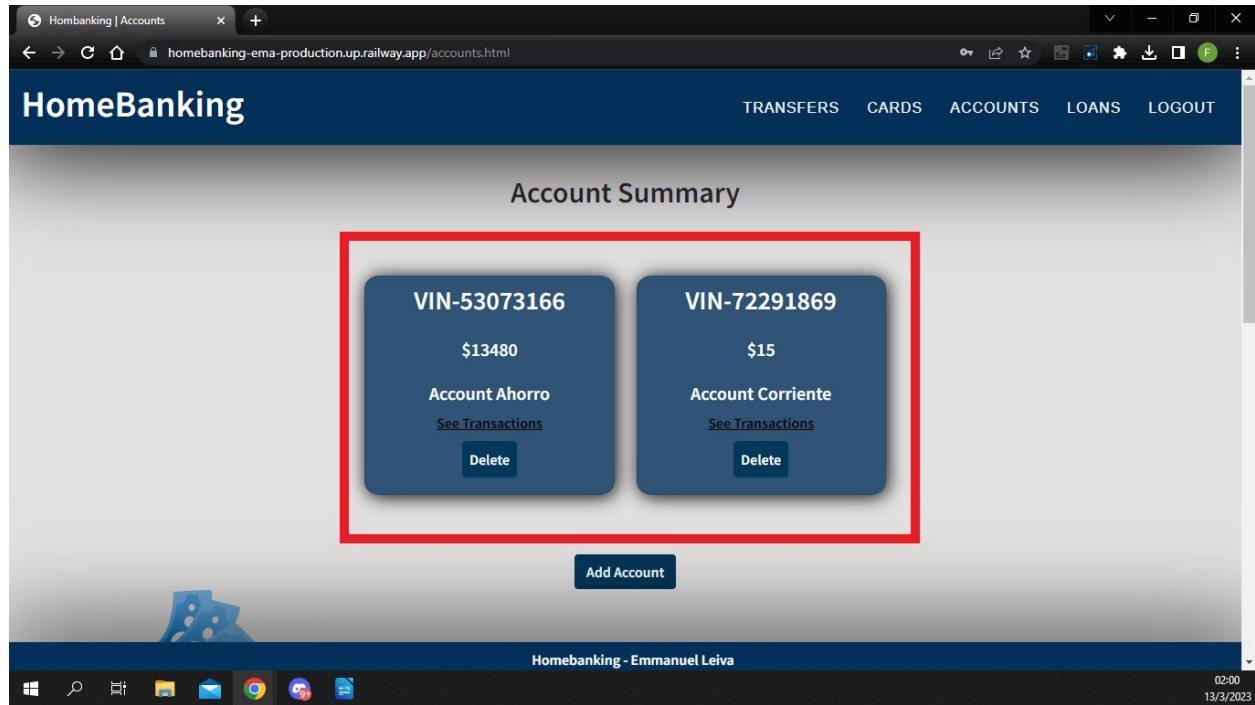 Hombanking | Accounts
homebanking-ema-production.up.railway.app/accounts.html
F
HomeBanking
TRANSFERS CARDS ACCOUNTS LOANS LOGOUT
Account Summary
VIN-53073166
$13480
Account Ahorro
See Transactions
Delete
VIN-72291869
$15
Account Corriente
See Transactions
Delete
Add Account
Homebanking - Emmanuel Leiva
9+
02:00
13/3/2023